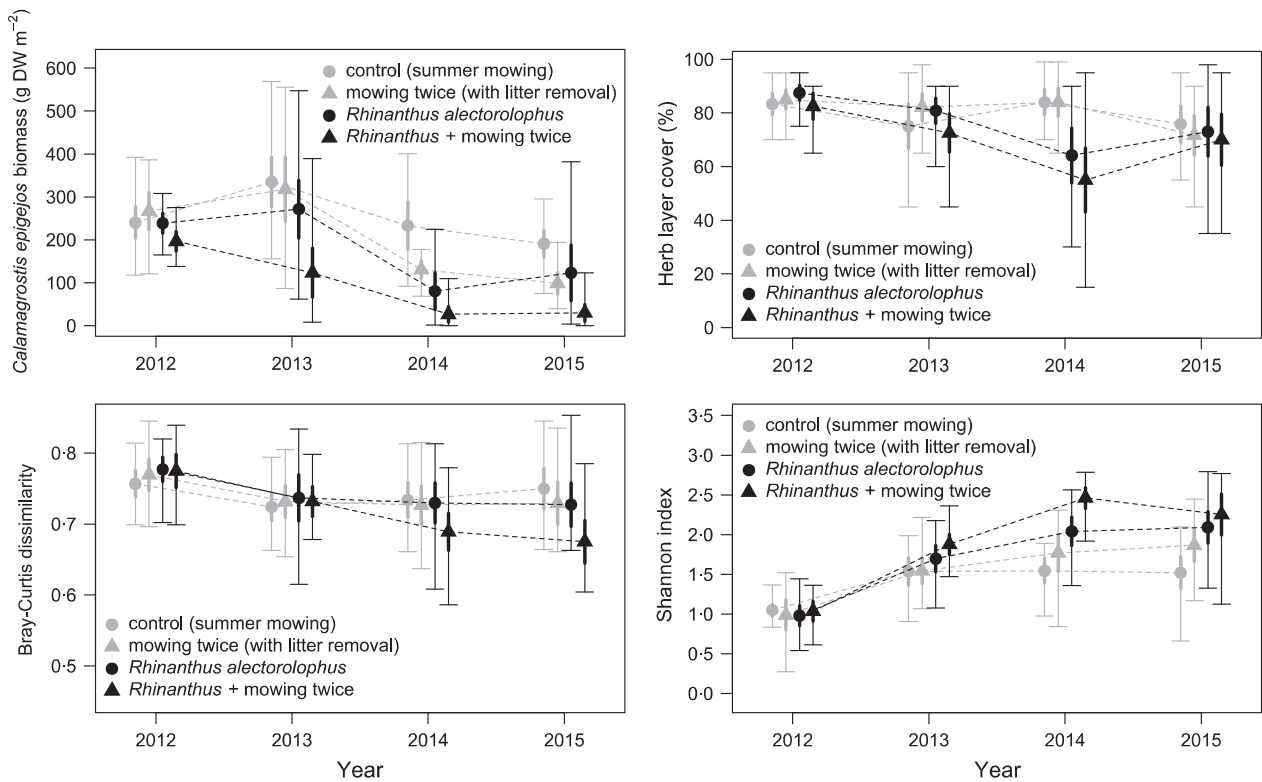 Calamagrostis epigejos biomass (g DW m−2)
600
500
400
300
200
100
0
control (summer mowing)
mowing twice (with litter removal)
Rhinanthus alectorolophus
Rhinanthus + mowing twice
2012 2013 2014 2015
Herb layer cover (%)
100
80
60
40
20
0
control (summer mowing)
mowing twice (with litter removal)
Rhinanthus alectorolophus
Rhinanthus + mowing twice
2012 2013 2014 2015
Bray-Curtis dissimilarity
0·8
0·7
0·6
0·5
control (summer mowing)
mowing twice (with litter removal)
Rhinanthus alectorolophus
Rhinanthus + mowing twice
2012 2013 2014 2015
Year
Shannon index
3·5
3·0
2·5
2·0
1·5
1·0
0·5
0·0
control (summer mowing)
mowing twice (with litter removal)
Rhinanthus alectorolophus
Rhinanthus + mowing twice
2012 2013 2014 2015
Year